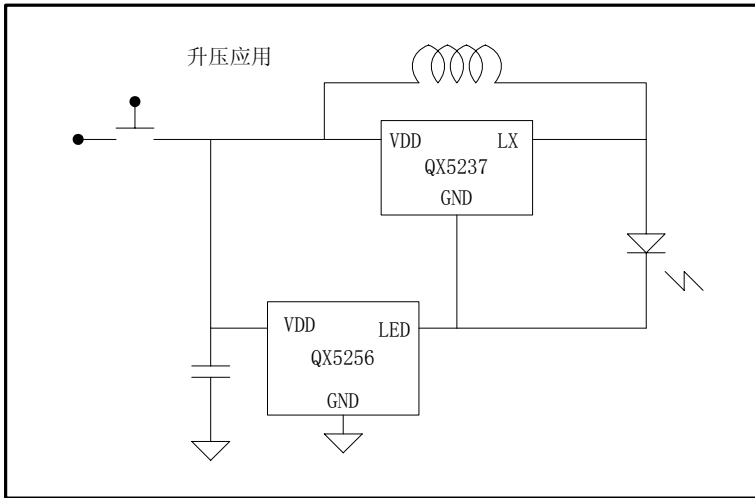 升压应用
VDD LX
QX5237
GND
VDD LED
QX5256
GND